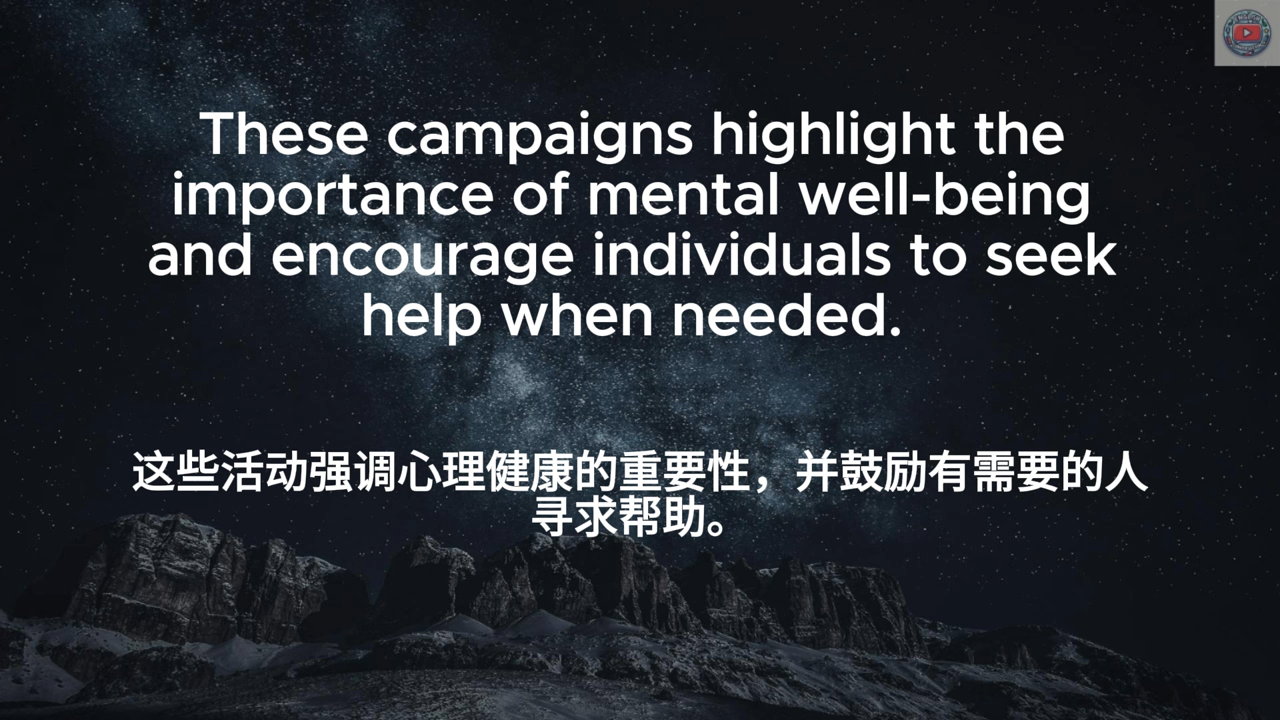 These campaigns highlight the
importance of mental well-being
and encourage individuals to seek
help when needed.
这些活动强调心理健康的重要性，并鼓励有需要的人
寻求帮助。